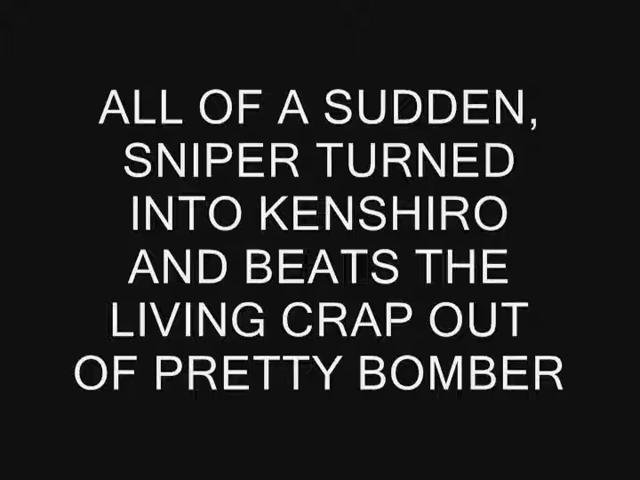 ALL OF A SUDDEN,
SNIPER TURNED
INTO KENSHIRO
AND BEATS THE
LIVING CRAP OUT
OF PRETTY BOMBER